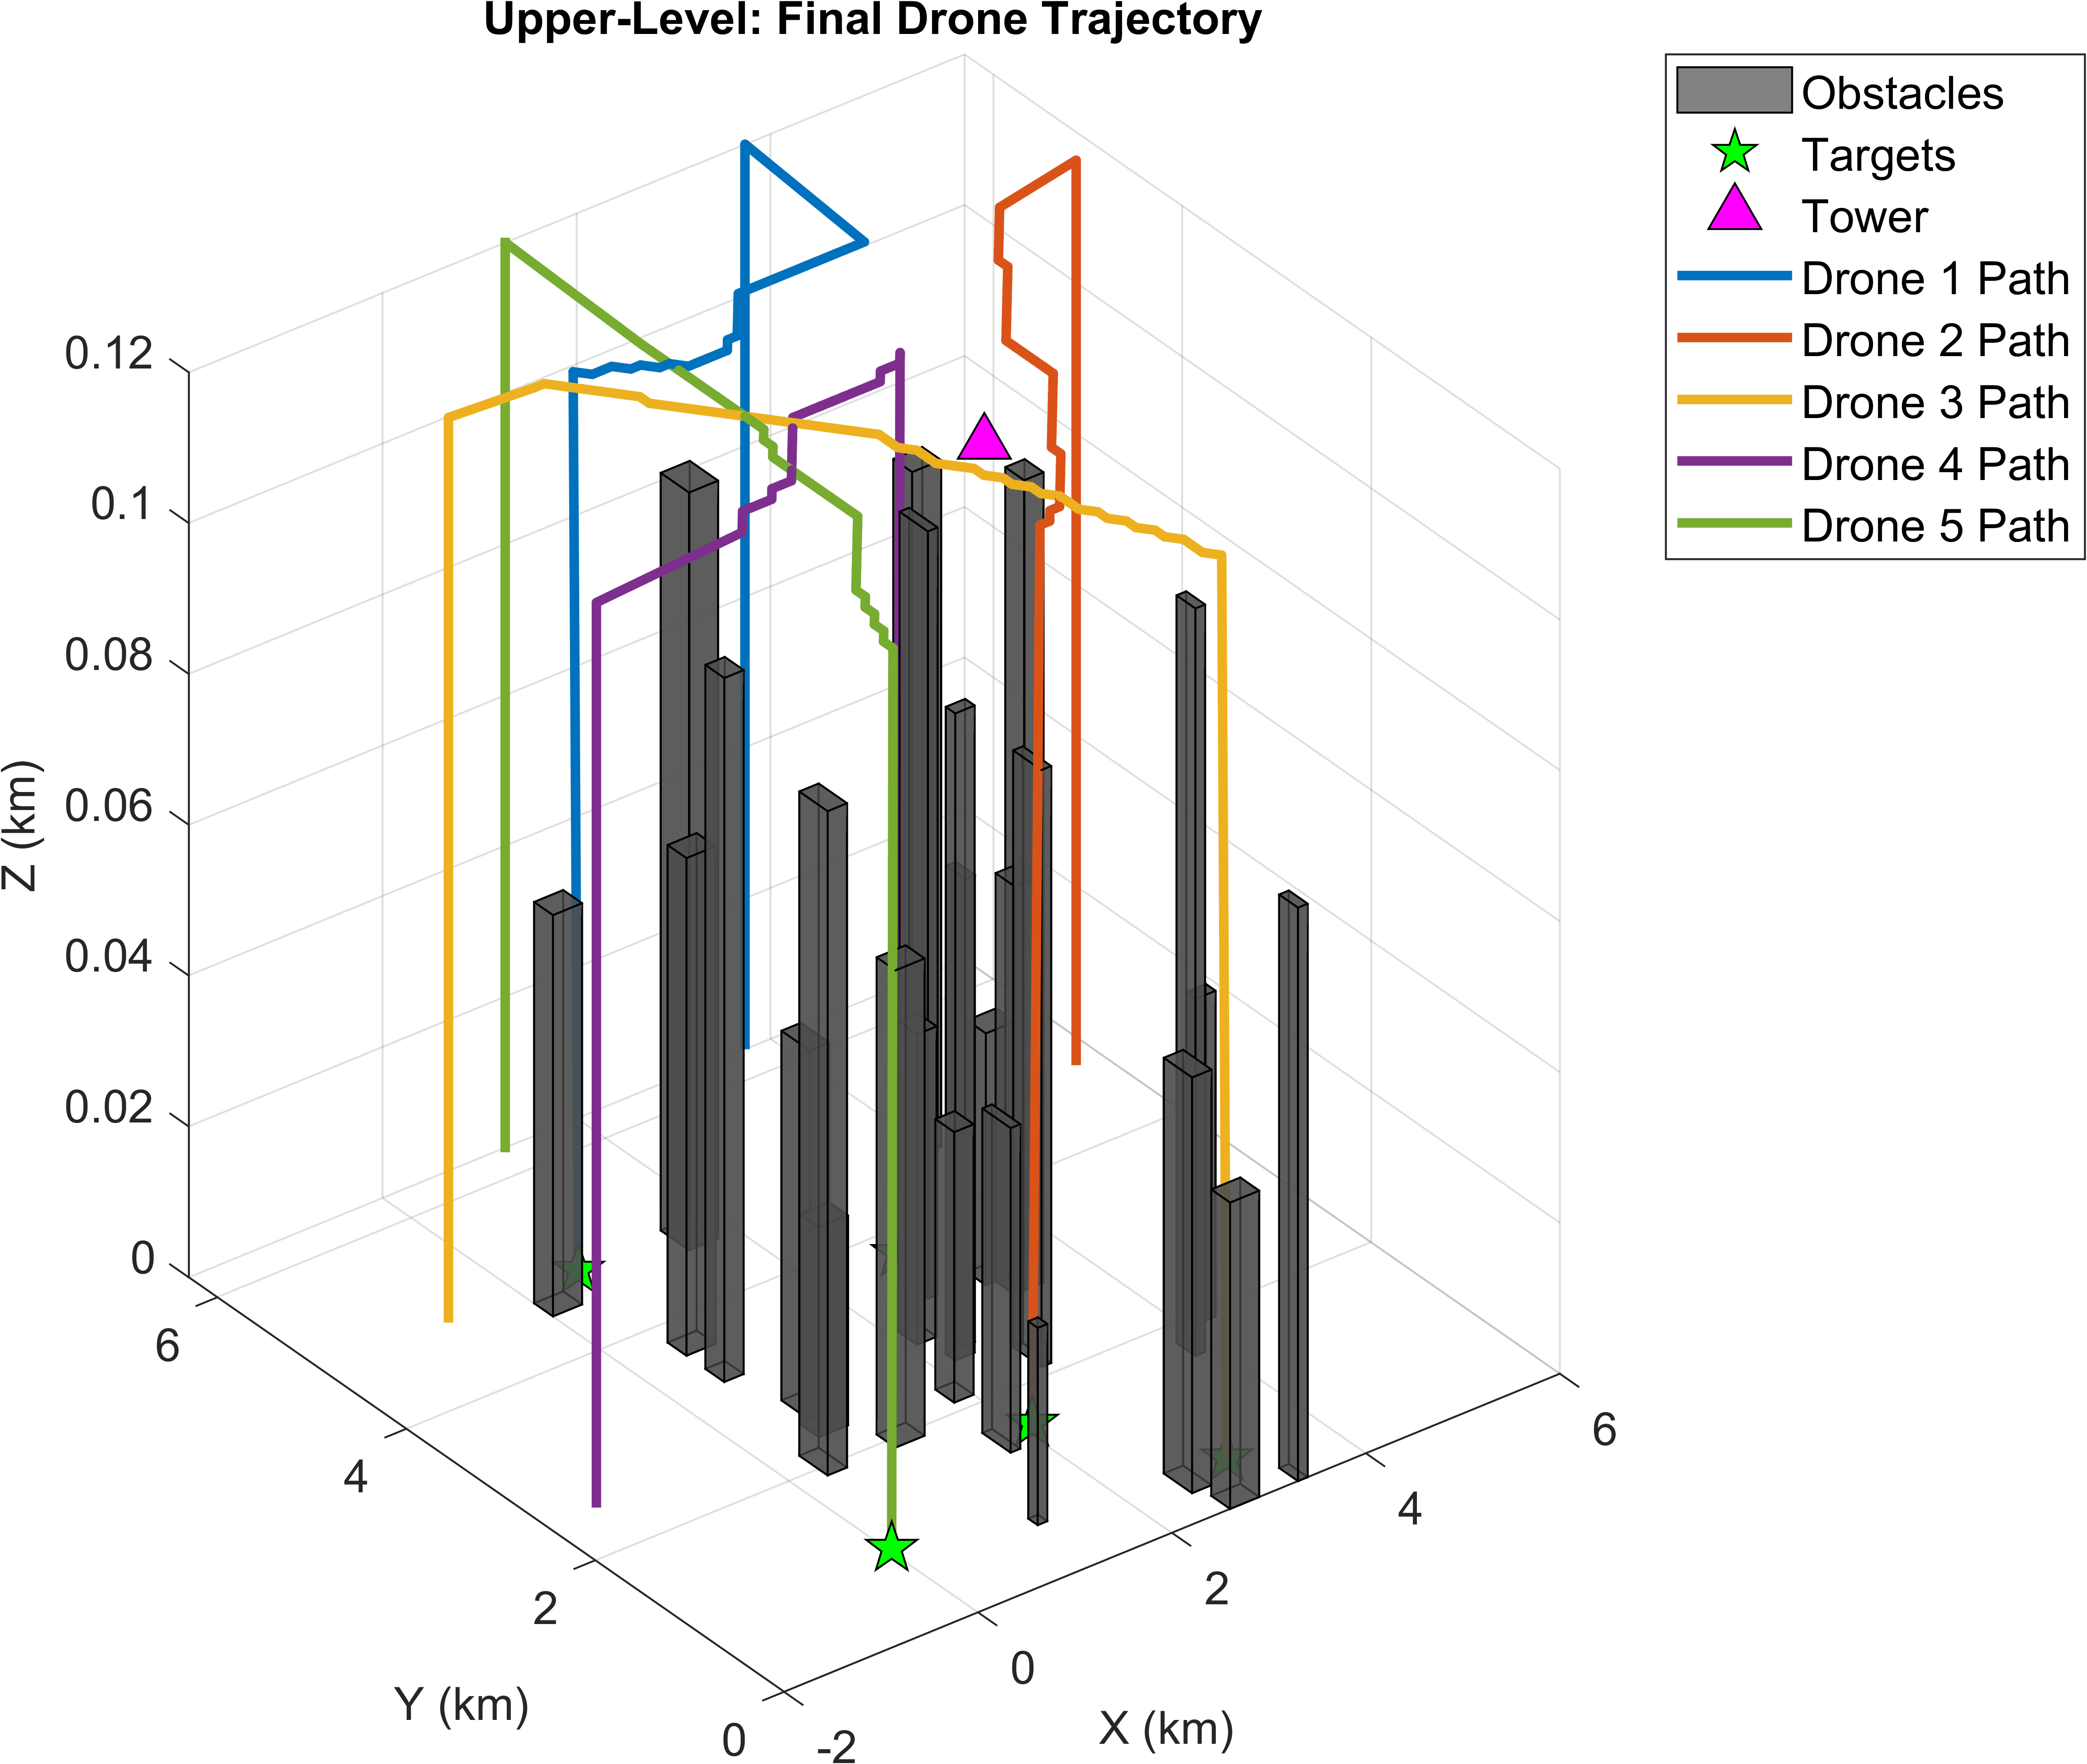 Upper-Level: Final Drone Trajectory
Obstacles
Targets
Tower
Drone 1 Path
Drone 2 Path
Drone 3 Path
Drone 4 Path
Drone 5 Path
0.12
0.1
0.08
0.06
0.04
0.02
0
Z (km)
6
4
2
0
Y (km)
-2
0
2
4
6
X (km)